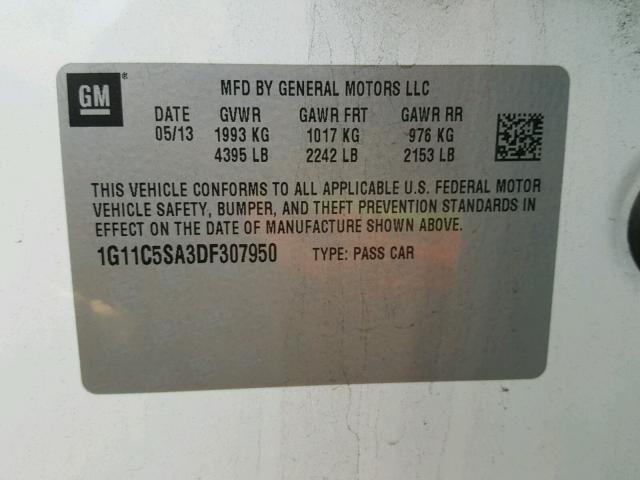 GM ® MFD BY GENERAL MOTORS LLC
DATE GVWR GAWR FRT GAWR RR
05/13 1993 KG 1017 KG 976 KG
4395 LB 2242 LB 2153 LB
THIS VEHICLE CONFORMS TO ALL APPLICABLE U.S. FEDERAL MOTOR
VEHICLE SAFETY, BUMPER, AND THEFT PREVENTION STANDARDS IN
EFFECT ON THE DATE OF MANUFACTURE SHOWN ABOVE.
1G11C5SA3DF307950 TYPE: PASS CAR